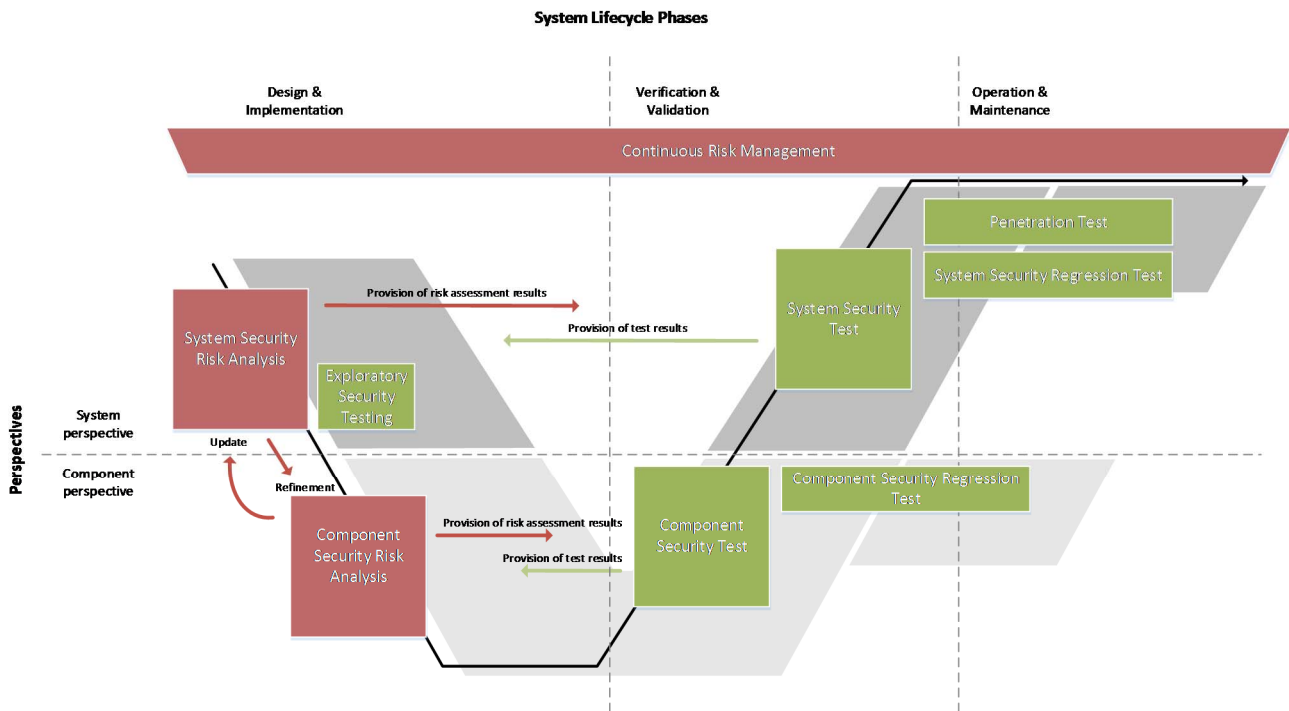 System Lifecycle Phases
Design &
Implementation
Verification &
Validation
Operation &
Maintenance
Continuous Risk Management
Penetration Test
System Security Regression Test
Provision of risk assessment results
Provision of test results
System Security
Test
System Security
Risk Analysis
Exploratory
Security
Testing
Perspectives
System
perspective
Component
perspective
Update
Refinement
Component Security Regression
Test
Component
Security Risk
Analysis
Provision of risk assessment results
Provision of test results
Component
Security Test